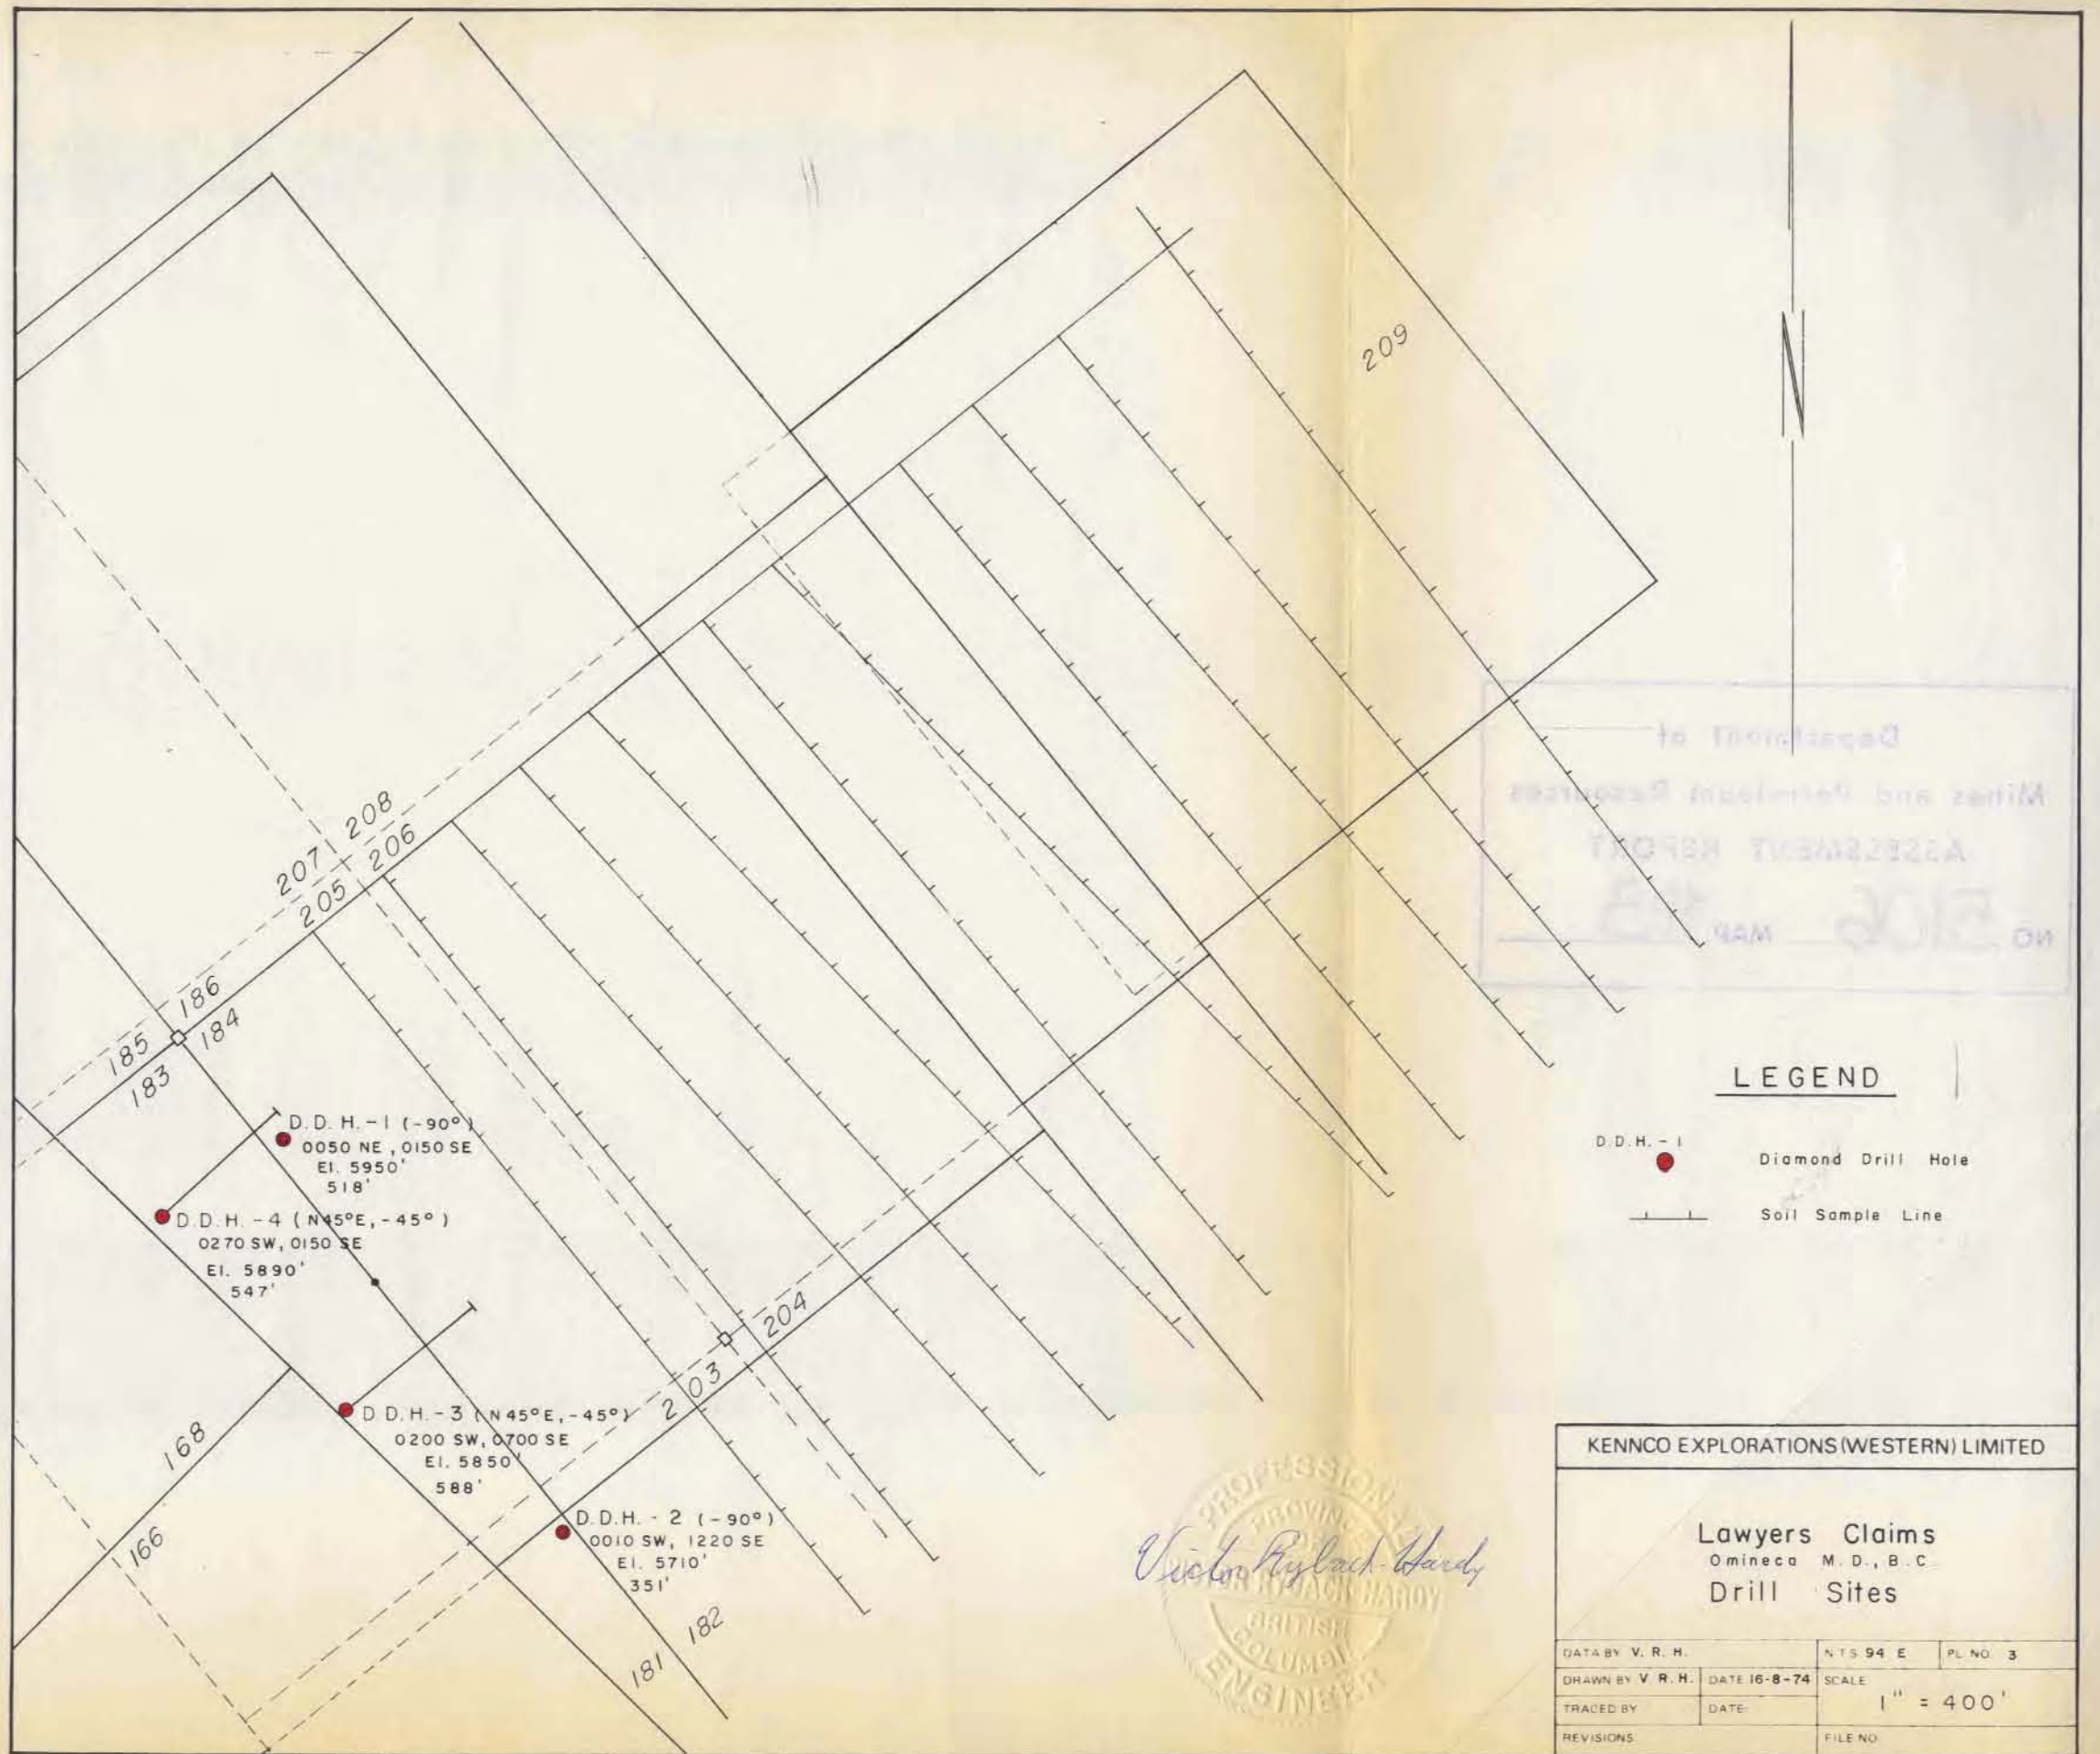 209
208
207
206
205
186
184
185
183
D.D.H.-1 (-90°)
0050 NE, 0150 SE
El. 5950'
518'
D.D.H.-4 (N45°E, -45°)
0270 SW, 0150 SE
El. 5890'
547'
204
203
D.D.H.-3 (N45°E, -45°)
0200 SW, 0700 SE
El. 5850'
588'
168
166
D.D.H.-2 (-90°)
0010 SW, 1220 SE
El. 5710'
351'
182
181
N
Department of
Mines and Petroleum Resources
ASSESSMENT REPORT
NO. 5106 MAP #3
LEGEND
D.D.H.-1
Diamond Drill Hole
Soil Sample Line
Victor Ryback-Hardy
PROFESSIONAL
PROVINCE
BRITISH
COLUMBIA
ENGINEER
KENNCO EXPLORATIONS (WESTERN) LIMITED
Lawyers Claims
Omineca M.D., B.C.
Drill Sites
DATA BY V. R. H. NTS 94 E PL. NO. 3
DRAWN BY V. R. H. DATE 16-8-74 SCALE
1" = 400'
TRACED BY DATE:
REVISIONS: FILE NO.